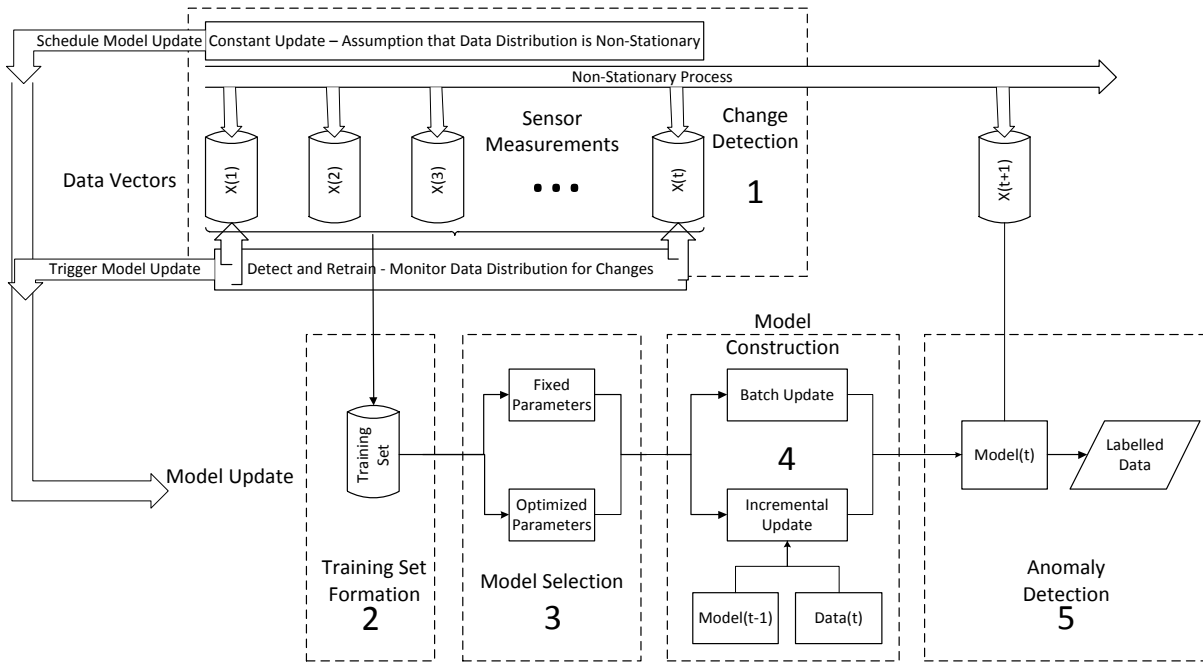 Schedule Model Update
Constant Update – Assumption that Data Distribution is Non-Stationary
Non-Stationary Process
Sensor
Measurements
Change
Detection
1
Data Vectors
X(1)
X(2)
X(3)
• • •
X(t)
X(t+1)
Trigger Model Update
Detect and Retrain - Monitor Data Distribution for Changes
Model
Construction
Fixed
Parameters
Batch Update
Training
Set
4
Model(t)
Labelled
Data
Model Update
Optimized
Parameters
Incremental
Update
Training Set
Formation
2
Model Selection
3
Model(t-1)
Data(t)
Anomaly
Detection
5